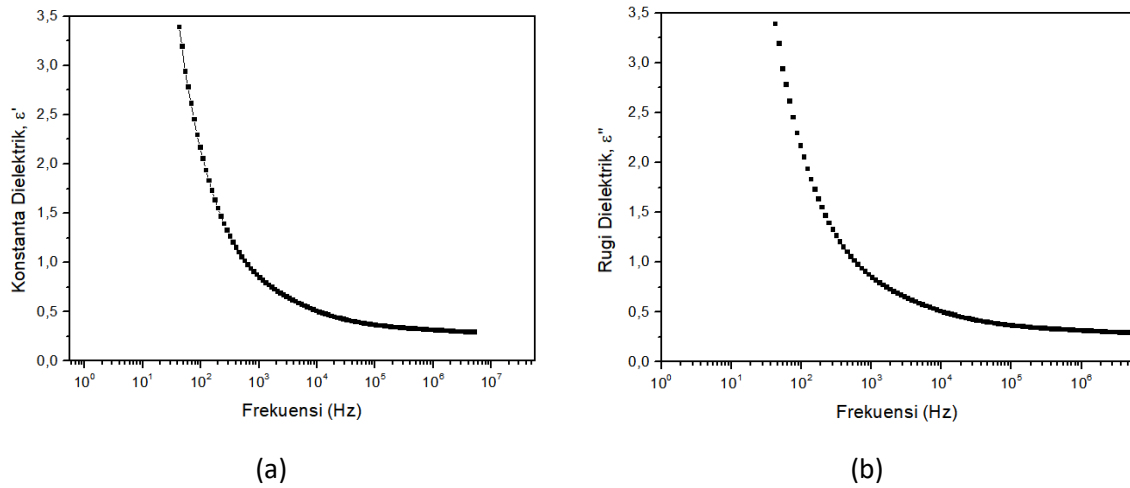 3,5
3,0
2,5
2,0
1,5
1,0
0,5
0,0
Konstanta Dielektrik, ε'
10⁰ 10¹ 10² 10³ 10⁴ 10⁵ 10⁶ 10⁷
Frekuensi (Hz)
(a)
3,5
3,0
2,5
2,0
1,5
1,0
0,5
0,0
Rugi Dielektrik, ε"
10⁰ 10¹ 10² 10³ 10⁴ 10⁵ 10⁶
Frekuensi (Hz)
(b)